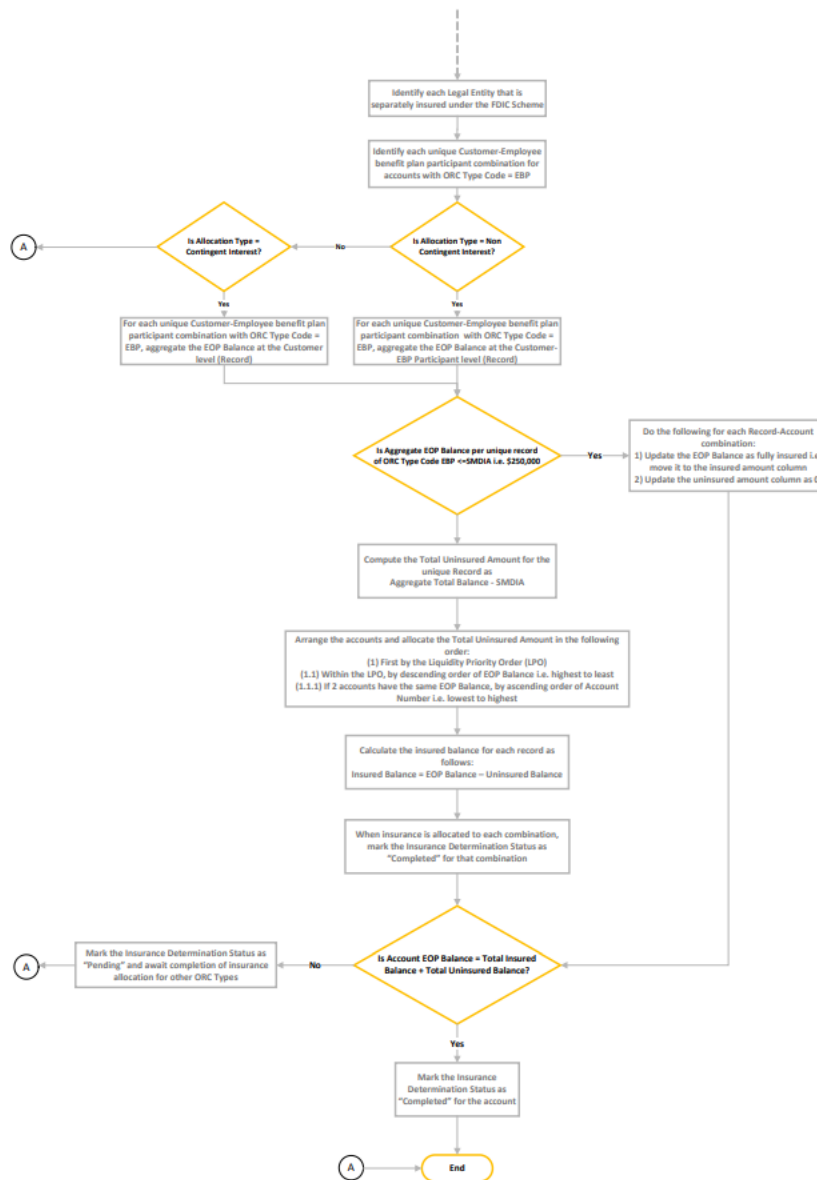 Identify each Legal Entity that is
separately insured under the FDIC Scheme
Identify each unique Customer-Employee
benefit plan participant combination for
accounts with ORC Type Code = EBP
A
Is Allocation Type =
Contingent Interest?
No
Is Allocation Type = Non
Contingent Interest?
Yes
Yes
For each unique Customer-Employee benefit plan
participant combination with ORC Type Code =
EBP, aggregate the EOP Balance at the Customer
level (Record)
For each unique Customer-Employee benefit plan
participant combination with ORC Type Code =
EBP, aggregate the EOP Balance at the Customer-
EBP Participant level (Record)
Is Aggregate EOP Balance per unique record
of ORC Type Code EBP <=SMDIA i.e. $250,000
Yes
Do the following for each Record-Account
combination:
1) Update the EOP Balance as fully insured i.e.
move it to the insured amount column
2) Update the uninsured amount column as 0
Compute the Total Uninsured Amount for the
unique Record as
Aggregate Total Balance - SMDIA
Arrange the accounts and allocate the Total Uninsured Amount in the following
order:
(1) First by the Liquidity Priority Order (LPO)
(1.1) Within the LPO, by descending order of EOP Balance i.e. highest to least
(1.1.1) If 2 accounts have the same EOP Balance, by ascending order of Account
Number i.e. lowest to highest
Calculate the insured balance for each record as
follows:
Insured Balance = EOP Balance – Uninsured Balance
When insurance is allocated to each combination,
mark the Insurance Determination Status as
“Completed” for that combination
A
Mark the Insurance Determination Status as
“Pending” and await completion of insurance
allocation for other ORC Types
No
Is Account EOP Balance = Total Insured
Balance + Total Uninsured Balance?
Yes
Mark the Insurance
Determination Status as
“Completed” for the account
A
End